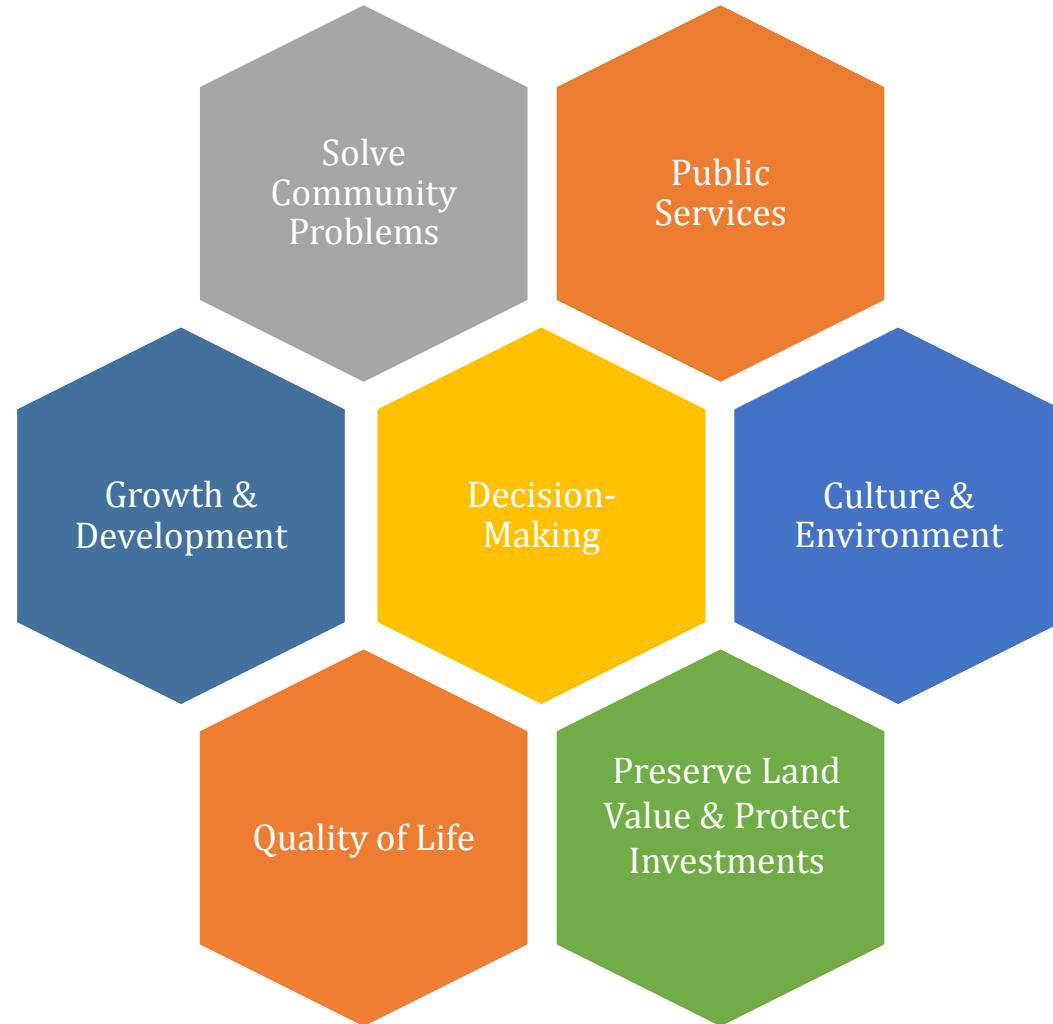 Solve
Community
Problems
Public
Services
Growth &
Development
Decision-
Making
Culture &
Environment
Quality of Life
Preserve Land
Value & Protect
Investments